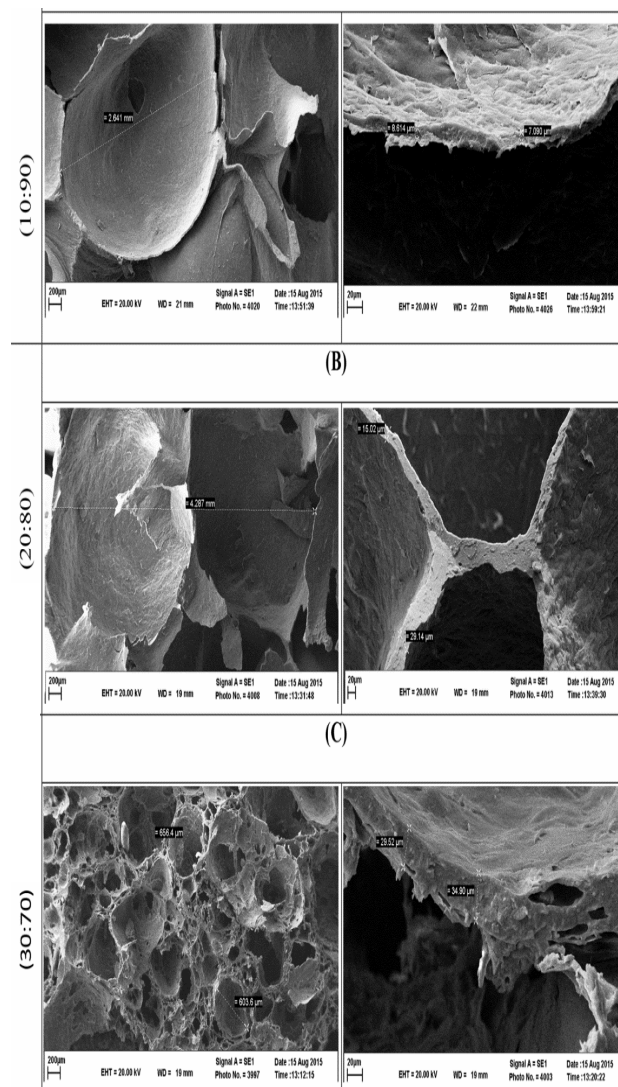 (10:90)
= 2.641 mm
200µm
EHT = 20.00 kV WD = 21 mm Signal A = SE1 Date :15 Aug 2015
Photo No. = 4020 Time :13:51:39
= 7.090 µm
20µm
EHT = 20.00 kV WD = 22 mm Signal A = SE1 Date :15 Aug 2015
Photo No. = 4026 Time :13:59:21
(B)
(20:80)
= 4.287 mm
200µm
EHT = 20.00 kV WD = 19 mm Signal A = SE1 Date :15 Aug 2015
Photo No. = 4008 Time :13:31:48
= 15.02 µm
= 29.14 µm
20µm
EHT = 20.00 kV WD = 19 mm Signal A = SE1 Date :15 Aug 2015
Photo No. = 4013 Time :13:39:30
(C)
(30:70)
= 656.4 µm
= 603.6 µm
200µm
EHT = 20.00 kV WD = 19 mm Signal A = SE1 Date :15 Aug 2015
Photo No. = 3997 Time :13:12:15
= 29.52 µm
= 34.90 µm
20µm
EHT = 20.00 kV WD = 19 mm Signal A = SE1 Date :15 Aug 2015
Photo No. = 4003 Time :13:20:22